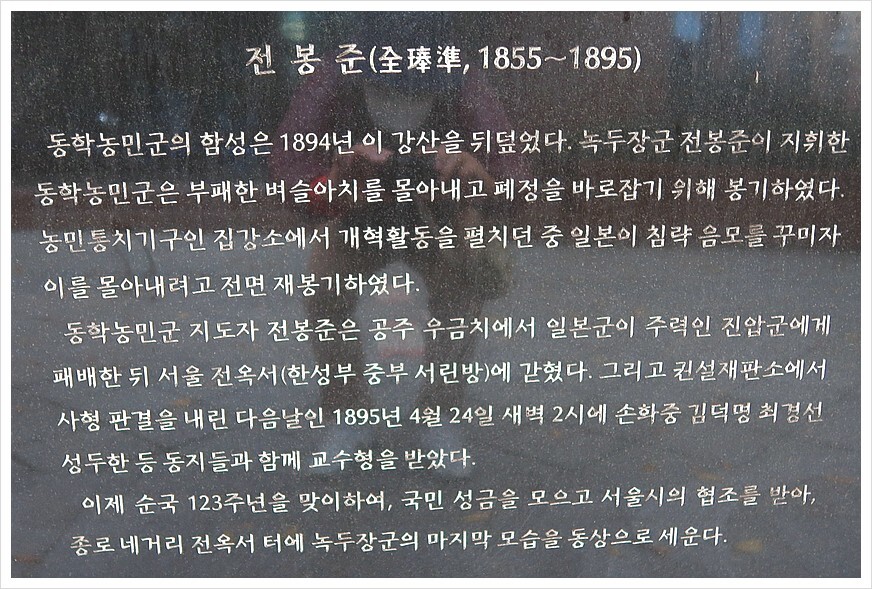 전 봉 준(全琫準, 1855~1895)
동학농민군의 함성은 1894년 이 강산을 뒤덮었다. 녹두장군 전봉준이 지휘한
동학농민군은 부패한 벼슬아치를 몰아내고 폐정을 바로잡기 위해 봉기하였다.
농민통치기구인 집강소에서 개혁활동을 펼치던 중 일본이 침략 음모를 꾸미자
이를 몰아내려고 전면 재봉기하였다.
동학농민군 지도자 전봉준은 공주 우금치에서 일본군이 주력인 진압군에게
패배한 뒤 서울 전옥서(한성부 중부 서린방)에 갇혔다. 그리고 권설재판소에서
사형 판결을 내린 다음날인 1895년 4월 24일 새벽 2시에 손화중 김덕명 최경선
성두한 등 동지들과 함께 교수형을 받았다.
이제 순국 123주년을 맞이하여, 국민 성금을 모으고 서울시의 협조를 받아,
종로 네거리 전옥서 터에 녹두장군의 마지막 모습을 동상으로 세운다.